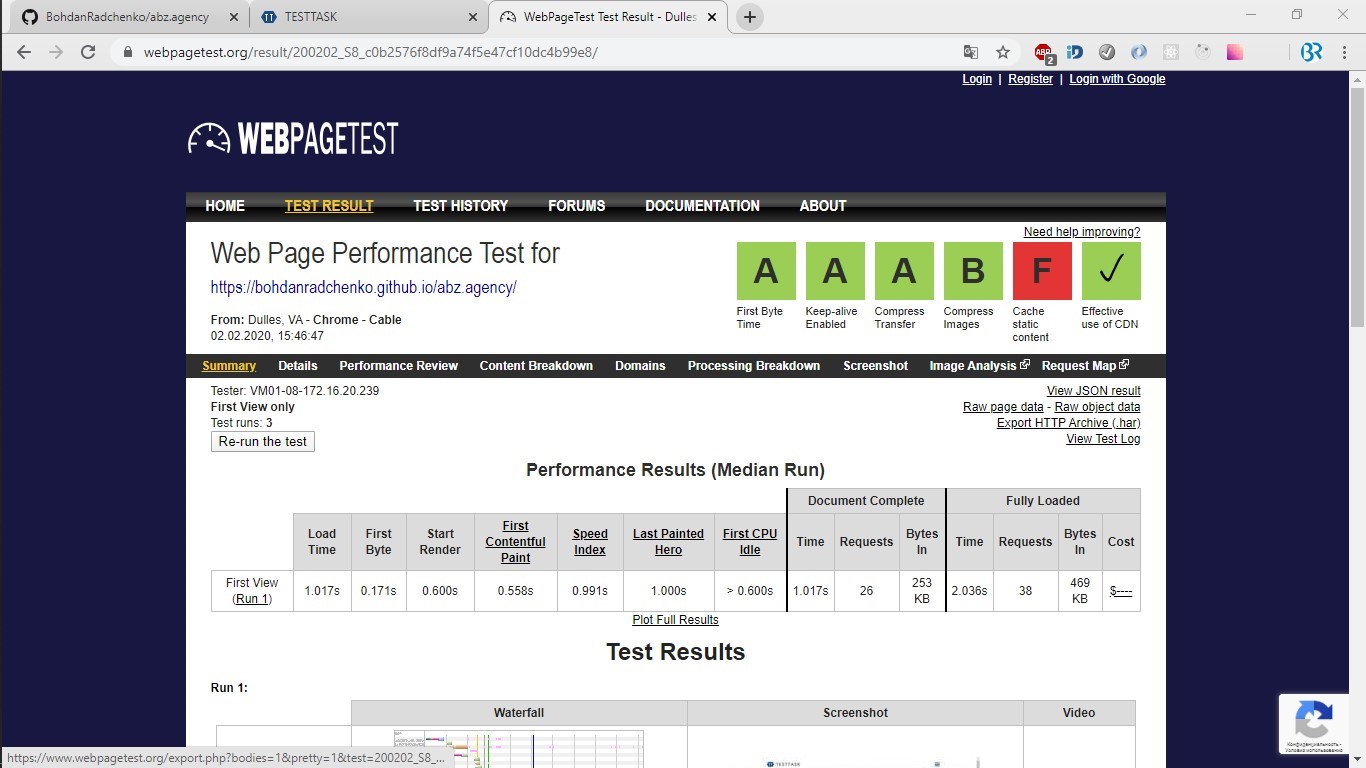 BohdanRadchenko/abz.agency
TESTTASK
WebPageTest Test Result - Dulles
webpagetest.org/result/200202_S8_c0b2576f8df9a74f5e47cf10dc4b99e8/
ABP
2
BR
Login | Register | Login with Google
WEBPAGETEST
HOME TEST RESULT TEST HISTORY FORUMS DOCUMENTATION ABOUT
Need help improving?
Web Page Performance Test for
https://bohdanradchenko.github.io/abz.agency/
From: Dulles, VA - Chrome - Cable
02.02.2020, 15:46:47
A A A B F ✓
First Byte Time
Keep-alive Enabled
Compress Transfer
Compress Images
Cache static content
Effective use of CDN
Summary Details Performance Review Content Breakdown Domains Processing Breakdown Screenshot Image Analysis Request Map
Tester: VM01-08-172.16.20.239
First View only
Test runs: 3
Re-run the test
View JSON result
Raw page data - Raw object data
Export HTTP Archive (.har)
View Test Log
Performance Results (Median Run)
Document Complete Fully Loaded
Load Time First Byte Start Render First Contentful Paint Speed Index Last Painted Hero First CPU Idle Time Requests Bytes In Time Requests Bytes In Cost
First View (Run 1) 1.017s 0.171s 0.600s 0.558s 0.991s 1.000s > 0.600s 1.017s 26 253 KB 2.036s 38 469 KB $----
Plot Full Results
Test Results
Run 1:
Waterfall Screenshot Video
TESTTASK
Конфиденциальность -
Условия использования
https://www.webpagetest.org/export.php?bodies=1&pretty=1&test=200202_S8_...